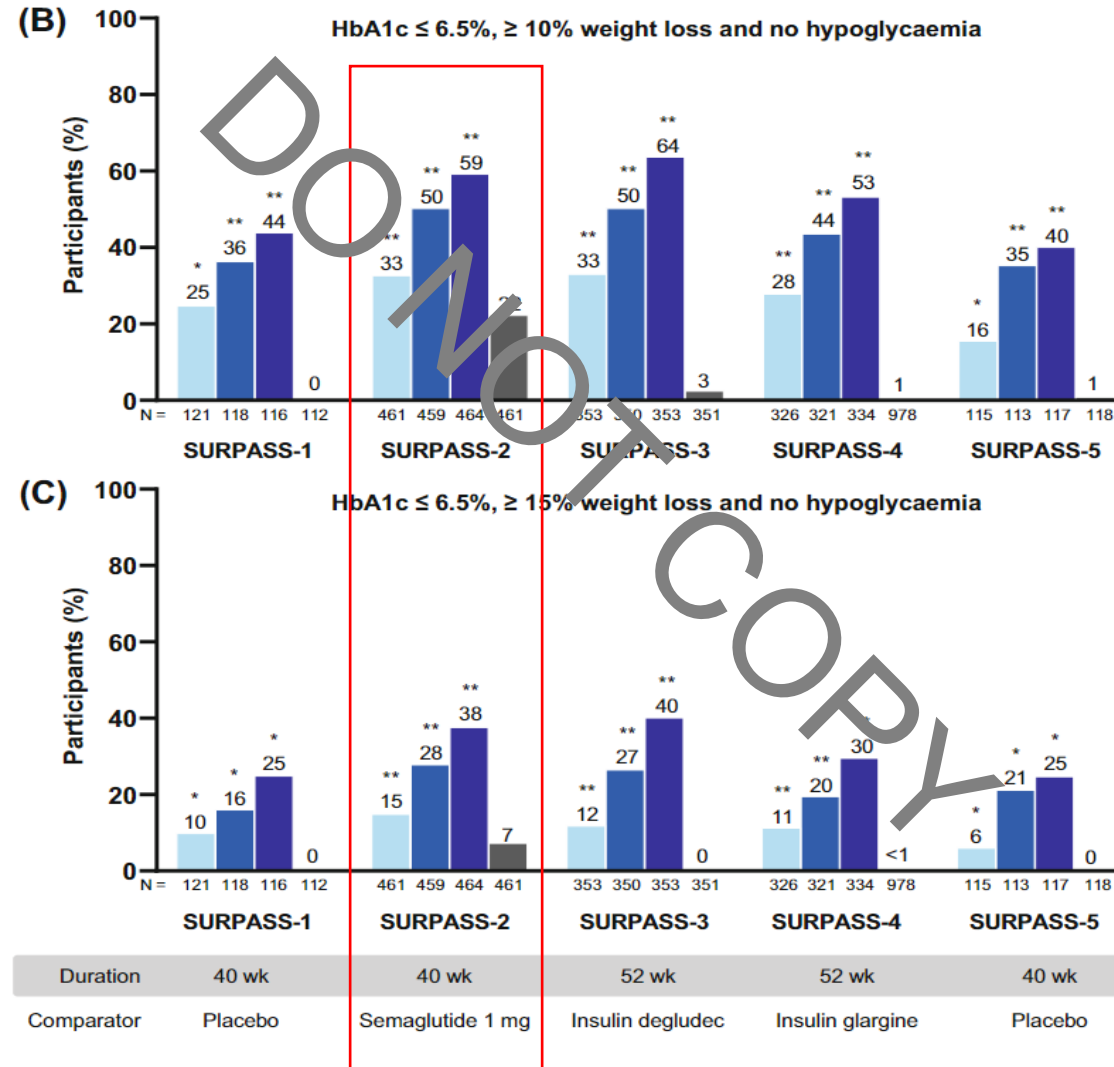 (B)
HbA1c ≤ 6.5%, ≥ 10% weight loss and no hypoglycaemia
Participants (%)
100
80
60
40
20
0
* ** **
25 36 44 0
** ** **
33 50 59
** ** **
33 50 64 3
** ** **
28 44 53 1
* ** **
16 35 40 1
N = 121 118 116 112 461 459 464 461 353 350 353 351 326 321 334 978 115 113 117 118
SURPASS-1 SURPASS-2 SURPASS-3 SURPASS-4 SURPASS-5
(C)
HbA1c ≤ 6.5%, ≥ 15% weight loss and no hypoglycaemia
Participants (%)
100
80
60
40
20
0
* * *
10 16 25 0
** ** **
15 28 38 7
** ** **
12 27 40 0
** **
11 20 30 <1
* * *
6 21 25 0
N = 121 118 116 112 461 459 464 461 353 350 353 351 326 321 334 978 115 113 117 118
SURPASS-1 SURPASS-2 SURPASS-3 SURPASS-4 SURPASS-5
Duration 40 wk 40 wk 52 wk 52 wk 40 wk
Comparator Placebo Semaglutide 1 mg Insulin degludec Insulin glargine Placebo
DO NOT COPY